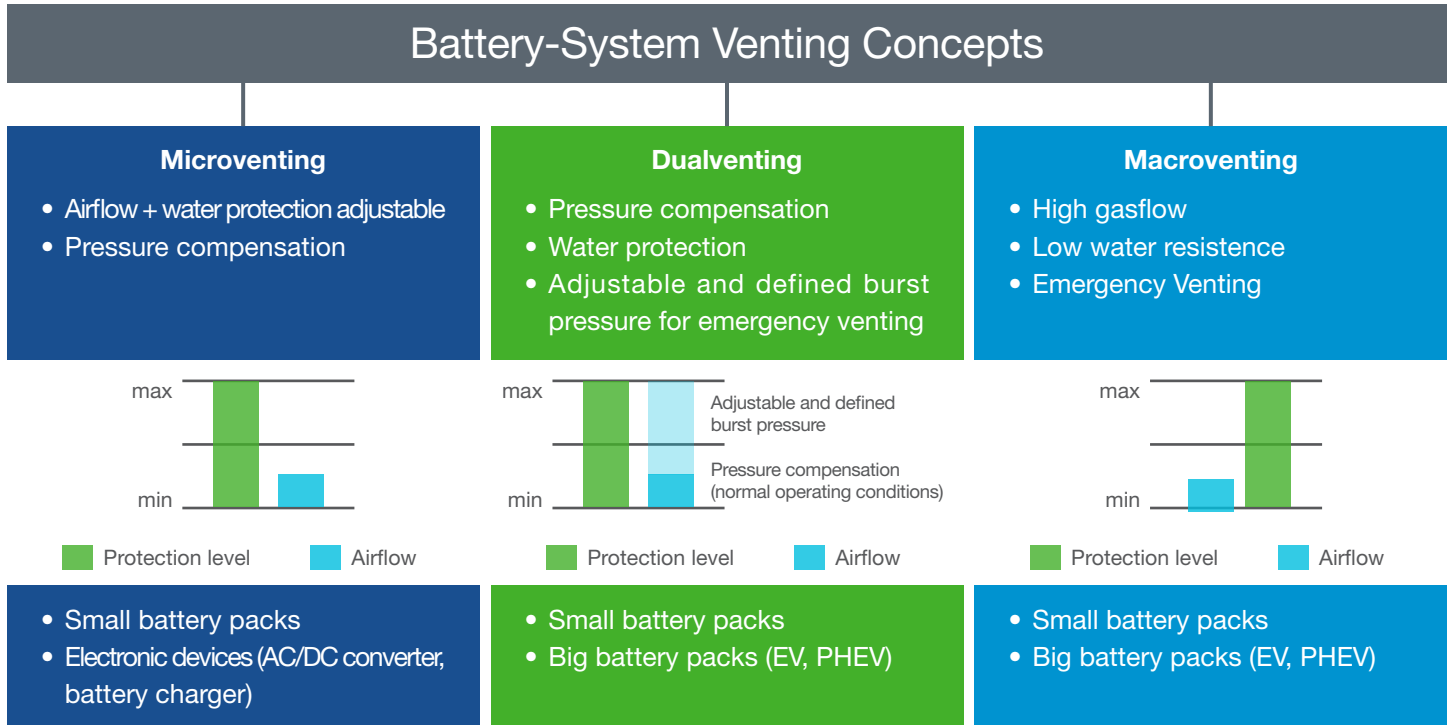 Battery-System Venting Concepts
Microventing
• Airflow + water protection adjustable
• Pressure compensation
Dualventing
• Pressure compensation
• Water protection
• Adjustable and defined burst
pressure for emergency venting
Macroventing
• High gasflow
• Low water resistence
• Emergency Venting
max
min
Protection level
Airflow
max
min
Adjustable and defined
burst pressure
Pressure compensation
(normal operating conditions)
Protection level
Airflow
max
min
Protection level
Airflow
• Small battery packs
• Electronic devices (AC/DC converter,
battery charger)
• Small battery packs
• Big battery packs (EV, PHEV)
• Small battery packs
• Big battery packs (EV, PHEV)